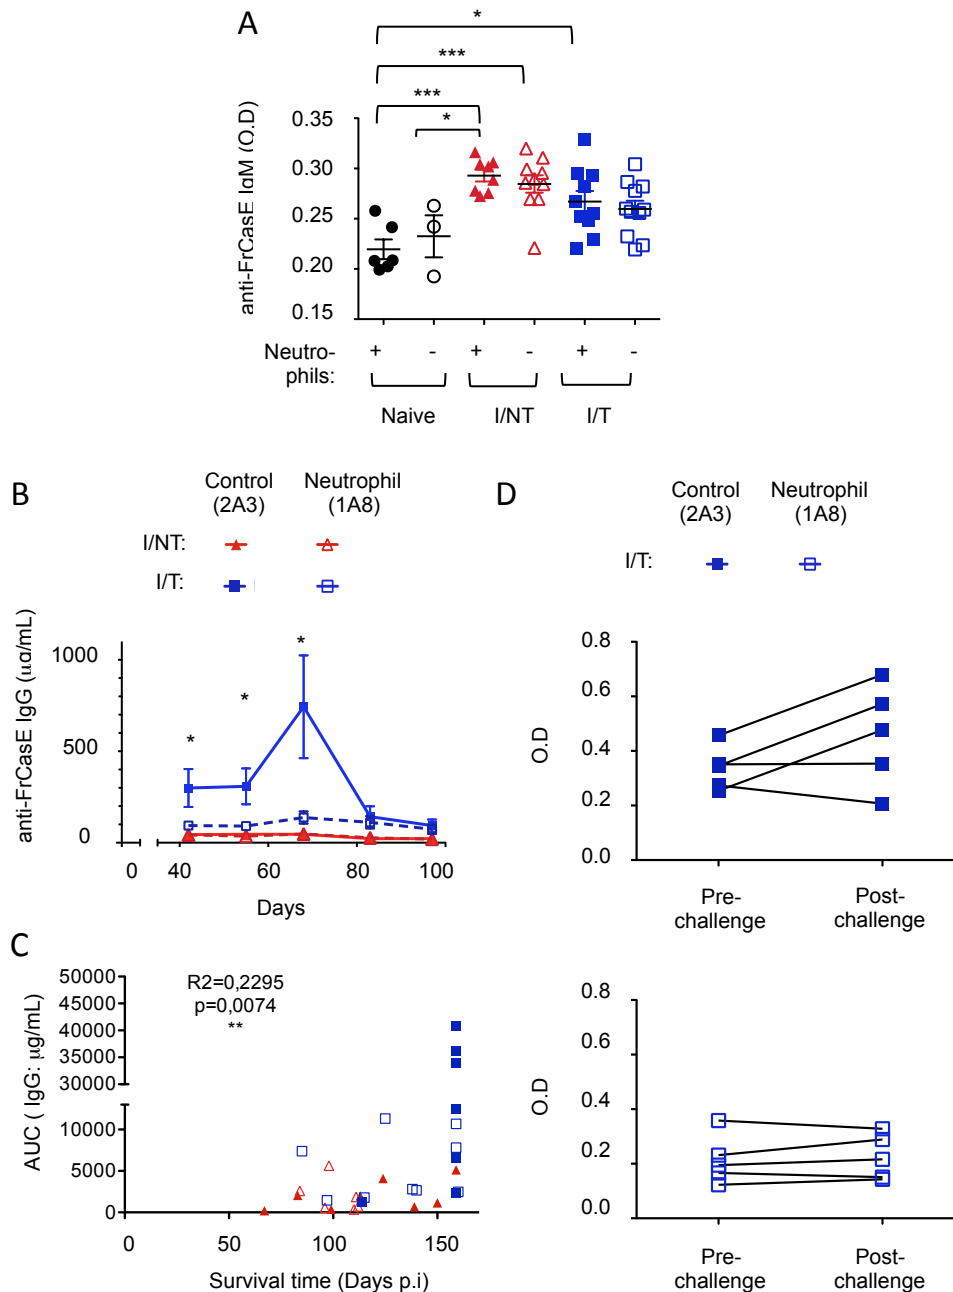 A
*
***
***
*
anti-FrCasE IgM (O.D)
0.35
0.30
0.25
0.20
0.15
Neutro-
phils:
+ - + - + -
Naive I/NT I/T
B
Control
(2A3)
Neutrophil
(1A8)
I/NT:
I/T:
anti-FrCasE IgG (µg/mL)
1000
500
0
* * *
0 40 60 80 100
Days
C
R2=0,2295
p=0,0074
**
AUC ( IgG: µg/mL)
50000
45000
40000
35000
30000
10000
5000
0
0 50 100 150
Survival time (Days p.i)
D
Control
(2A3)
Neutrophil
(1A8)
I/T:
O.D
0.8
0.6
0.4
0.2
0.0
Pre-
challenge
Post-
challenge
O.D
0.8
0.6
0.4
0.2
0.0
Pre-
challenge
Post-
challenge